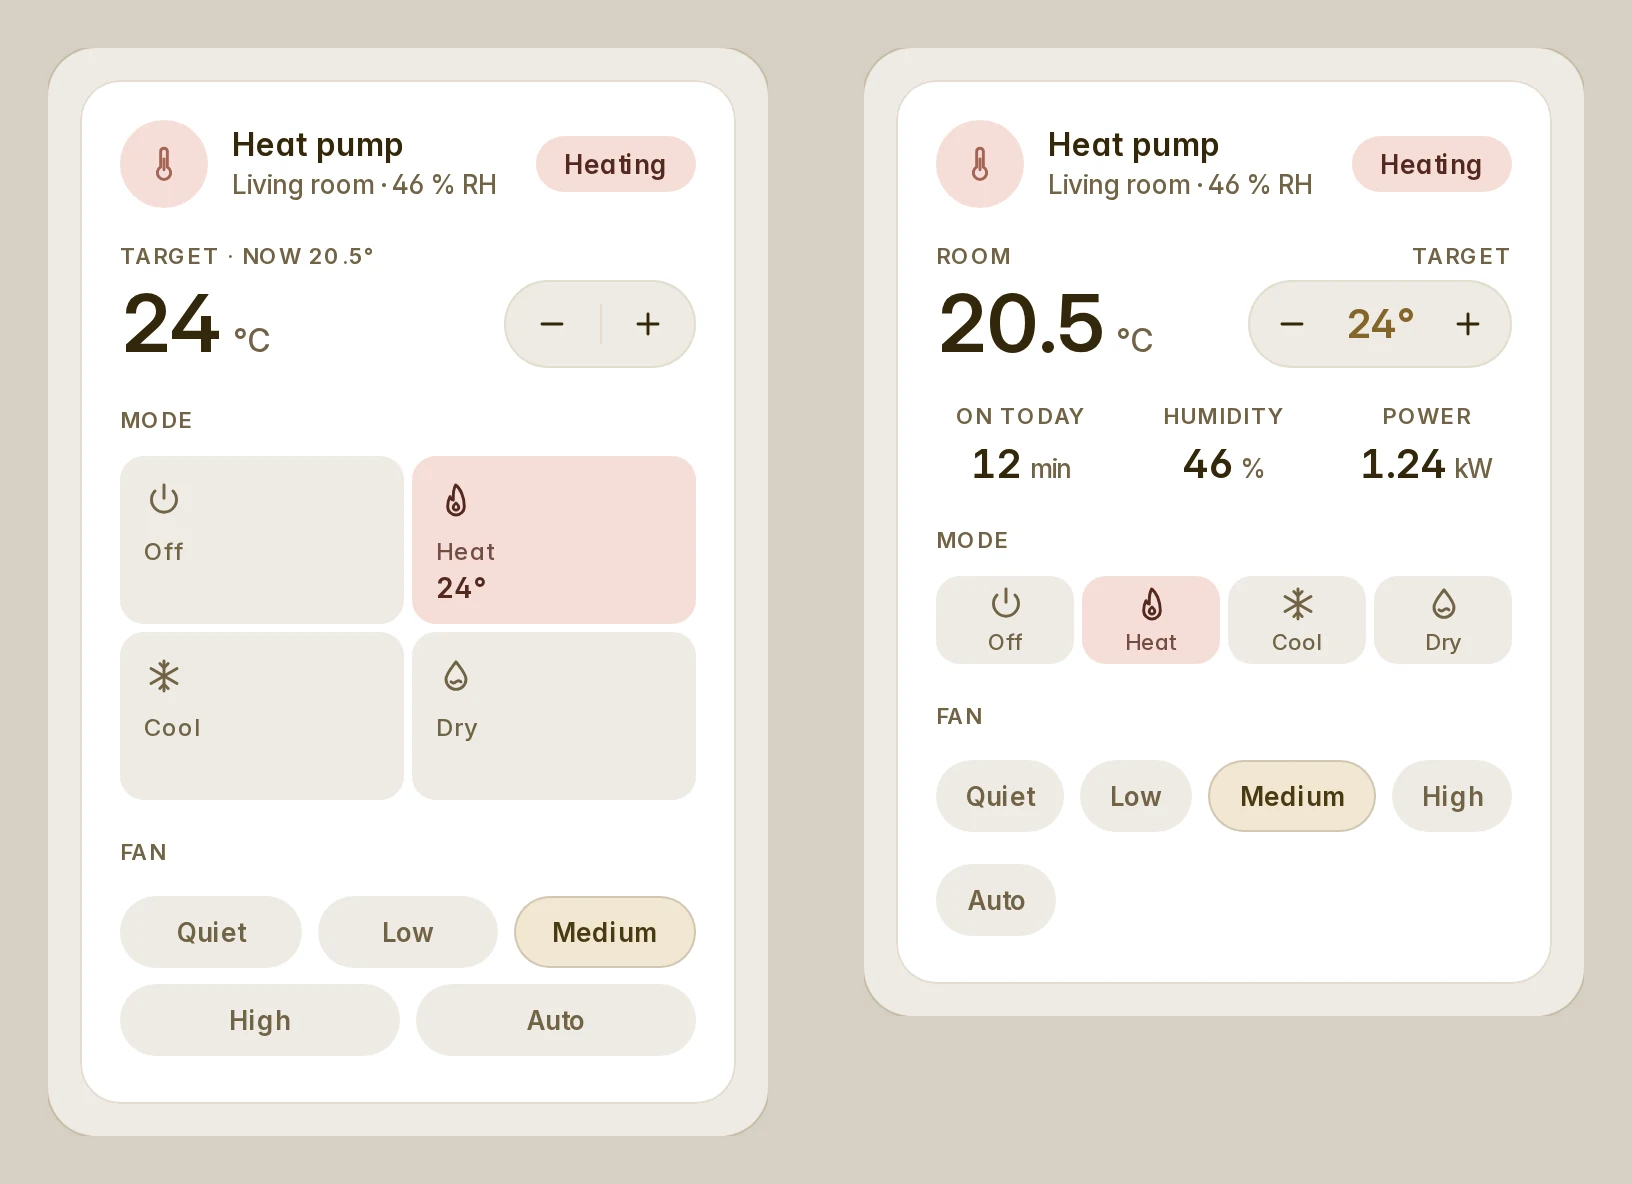 Heat pump
Living room · 46 % RH
Heating
TARGET · NOW 20.5°
24 °C
− +
MODE
Off
Heat
24°
Cool
Dry
FAN
Quiet Low Medium
High Auto
Heat pump
Living room · 46 % RH
Heating
ROOM TARGET
20.5 °C − 24° +
ON TODAY HUMIDITY POWER
12 min 46 % 1.24 kW
MODE
Off Heat Cool Dry
FAN
Quiet Low Medium High
Auto